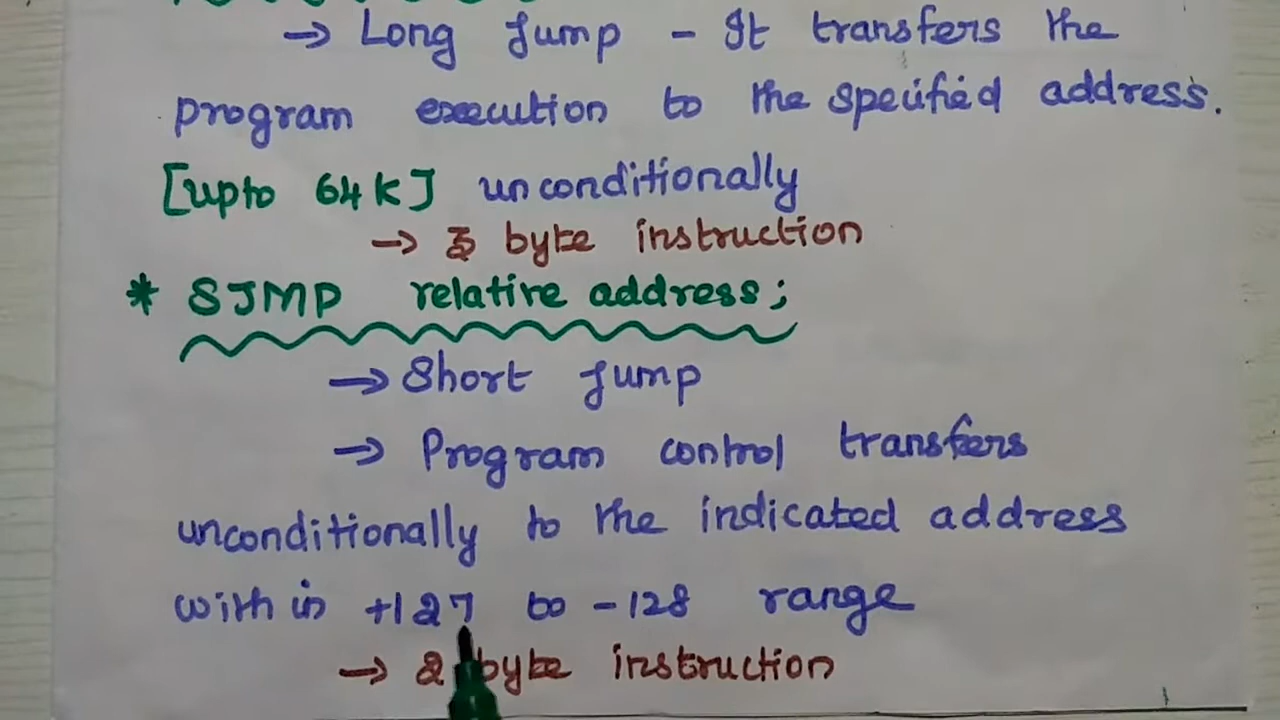 → Long Jump - It transfers the
program execution to the specified address.
[upto 64K] unconditionally
→ 3 byte instruction
* SJMP relative address;
→ Short Jump
→ Program control transfers
unconditionally to the indicated address
with in +127 to -128 range
→ 2 byte instruction